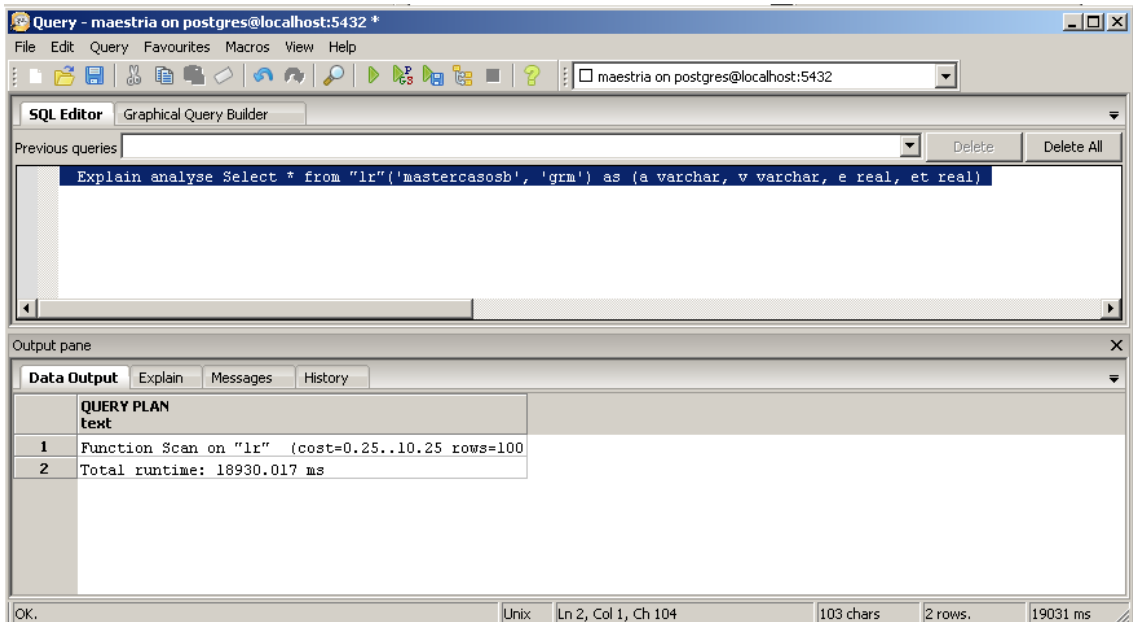 Query - maestria on postgres@localhost:5432 *
File Edit Query Favourites Macros View Help
maestria on postgres@localhost:5432
SQL Editor Graphical Query Builder
Previous queries Delete Delete All
Explain analyse Select * from "lr"('mastercasosb', 'grm') as (a varchar, v varchar, e real, et real)
Output pane
Data Output Explain Messages History
QUERY PLAN
text
1 Function Scan on "lr" (cost=0.25..10.25 rows=100
2 Total runtime: 18930.017 ms
OK. Unix Ln 2, Col 1, Ch 104 103 chars 2 rows. 19031 ms